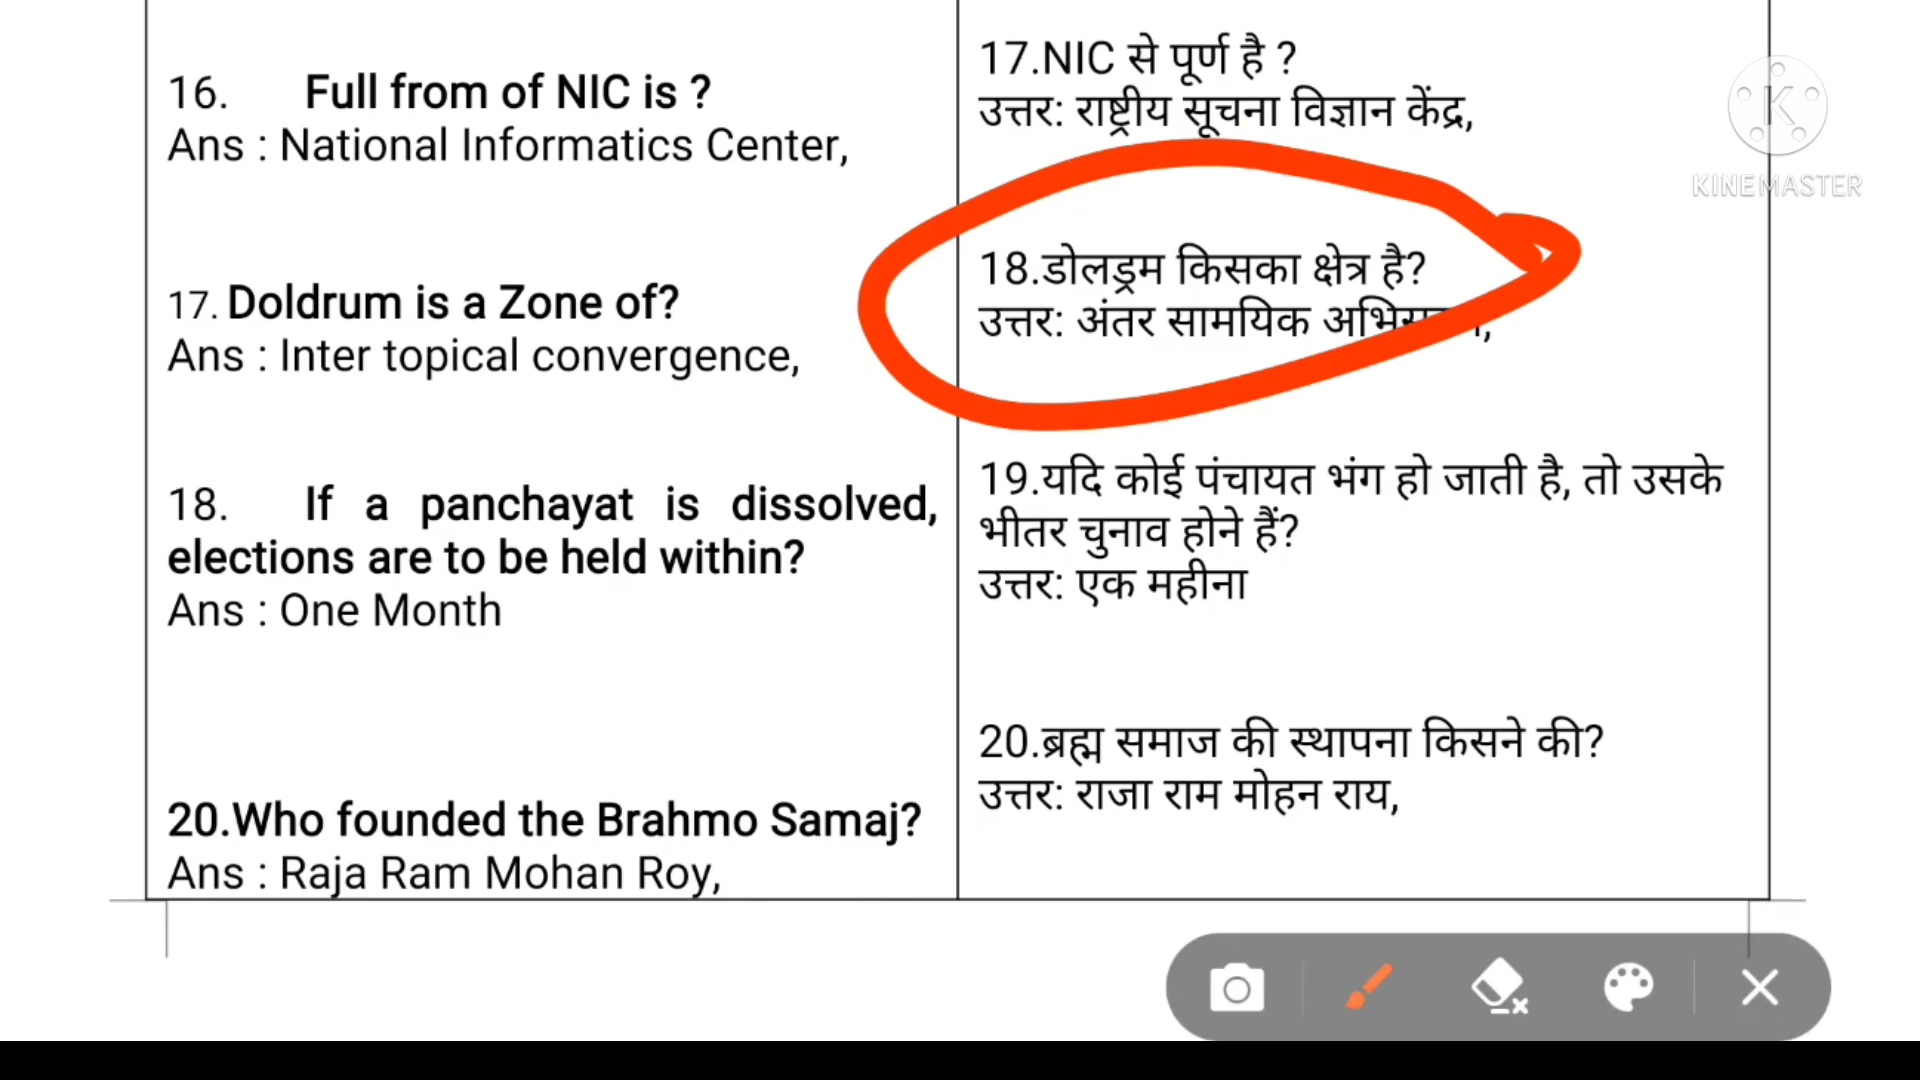 16. Full from of NIC is ?
Ans : National Informatics Center,
17. Doldrum is a Zone of?
Ans : Inter topical convergence,
18. If a panchayat is dissolved,
elections are to be held within?
Ans : One Month
20.Who founded the Brahmo Samaj?
Ans : Raja Ram Mohan Roy,
17.NIC से पूर्ण है ?
उत्तर: राष्ट्रीय सूचना विज्ञान केंद्र,
18.डोलड्रम किसका क्षेत्र है?
उत्तर: अंतर सामयिक
19.यदि कोई पंचायत भंग हो जाती है, तो उसके
भीतर चुनाव होने हैं?
उत्तर: एक महीना
20.ब्रह्म समाज की स्थापना किसने की?
उत्तर: राजा राम मोहन राय,
K
KINEMASTER